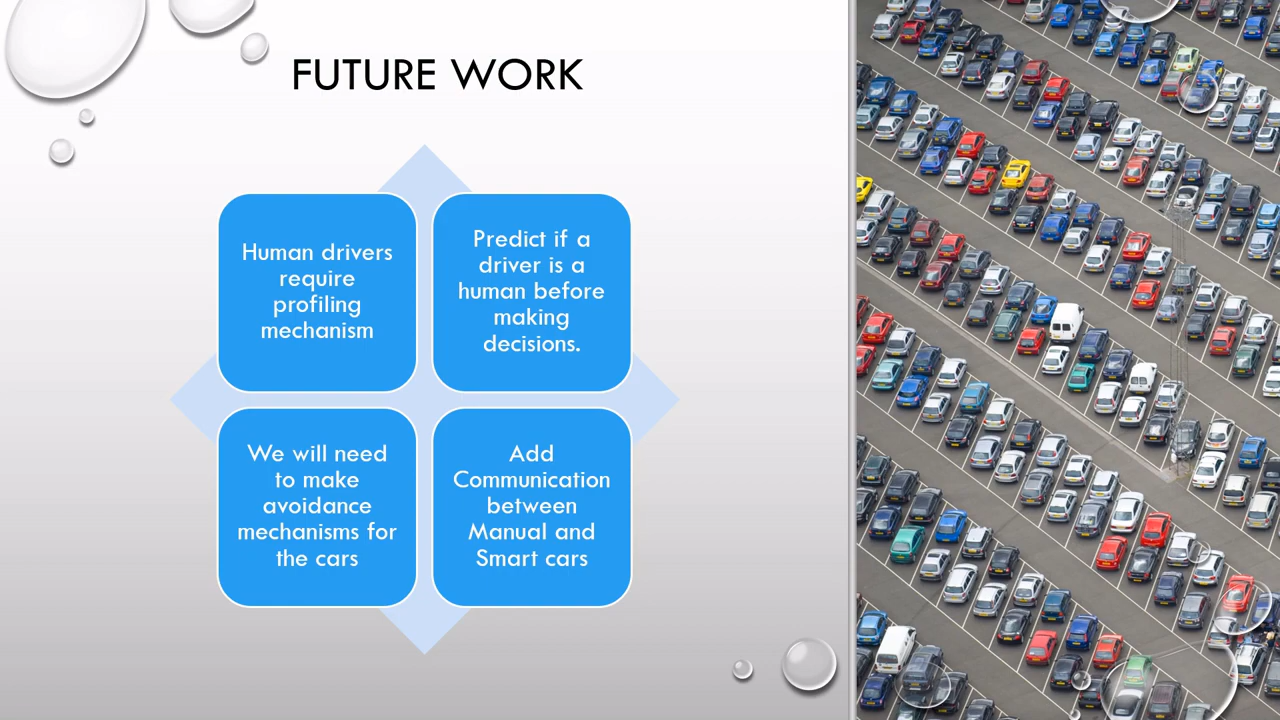 FUTURE WORK
Human drivers
require
profiling
mechanism
Predict if a
driver is a
human before
making
decisions.
We will need
to make
avoidance
mechanisms for
the cars
Add
Communication
between
Manual and
Smart cars